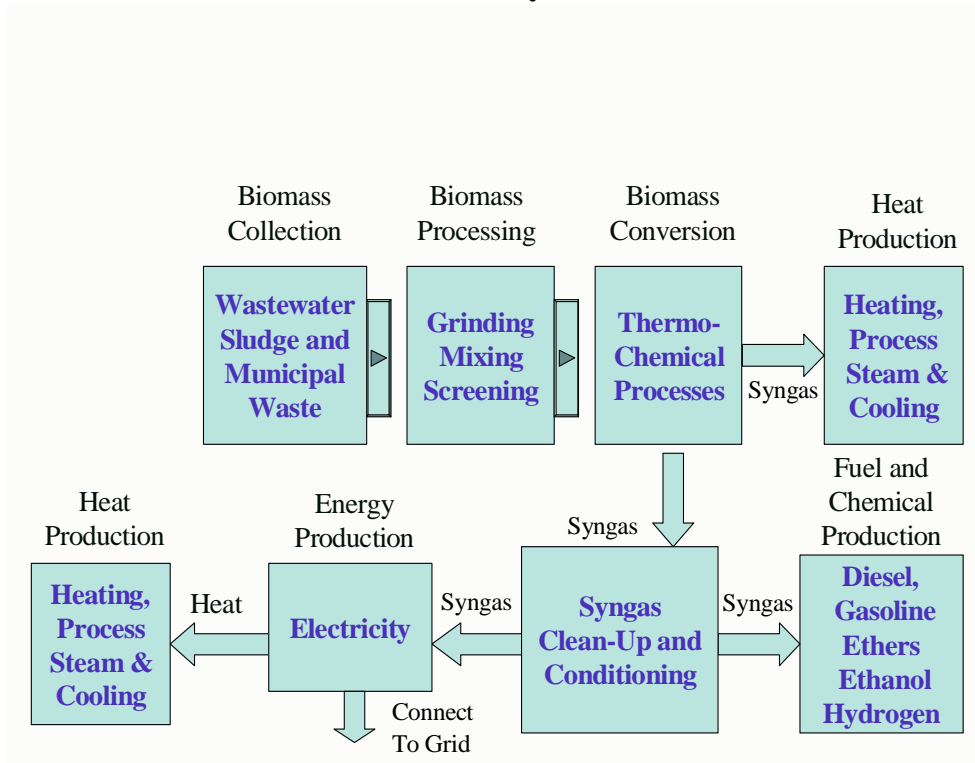 Biomass
Collection
Biomass
Processing
Biomass
Conversion
Heat
Production
Wastewater
Sludge and
Municipal
Waste
Grinding
Mixing
Screening
Thermo-
Chemical
Processes
Syngas
Heating,
Process
Steam &
Cooling
Heat
Production
Energy
Production
Syngas
Fuel and
Chemical
Production
Heating,
Process
Steam &
Cooling
Heat
Electricity
Syngas
Syngas
Clean-Up and
Conditioning
Syngas
Diesel,
Gasoline
Ethers
Ethanol
Hydrogen
Connect
To Grid